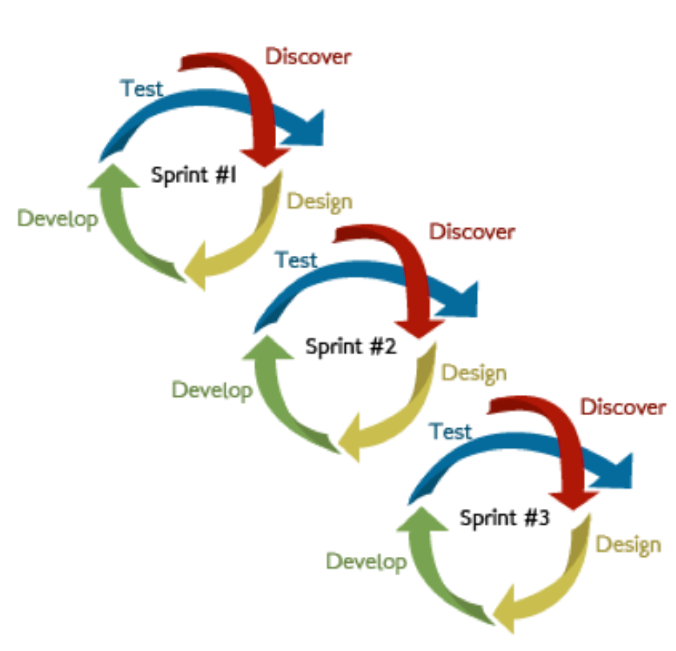 Discover
Test
Sprint #1
Design
Develop
Discover
Test
Sprint #2
Design
Develop
Discover
Test
Sprint #3
Design
Develop